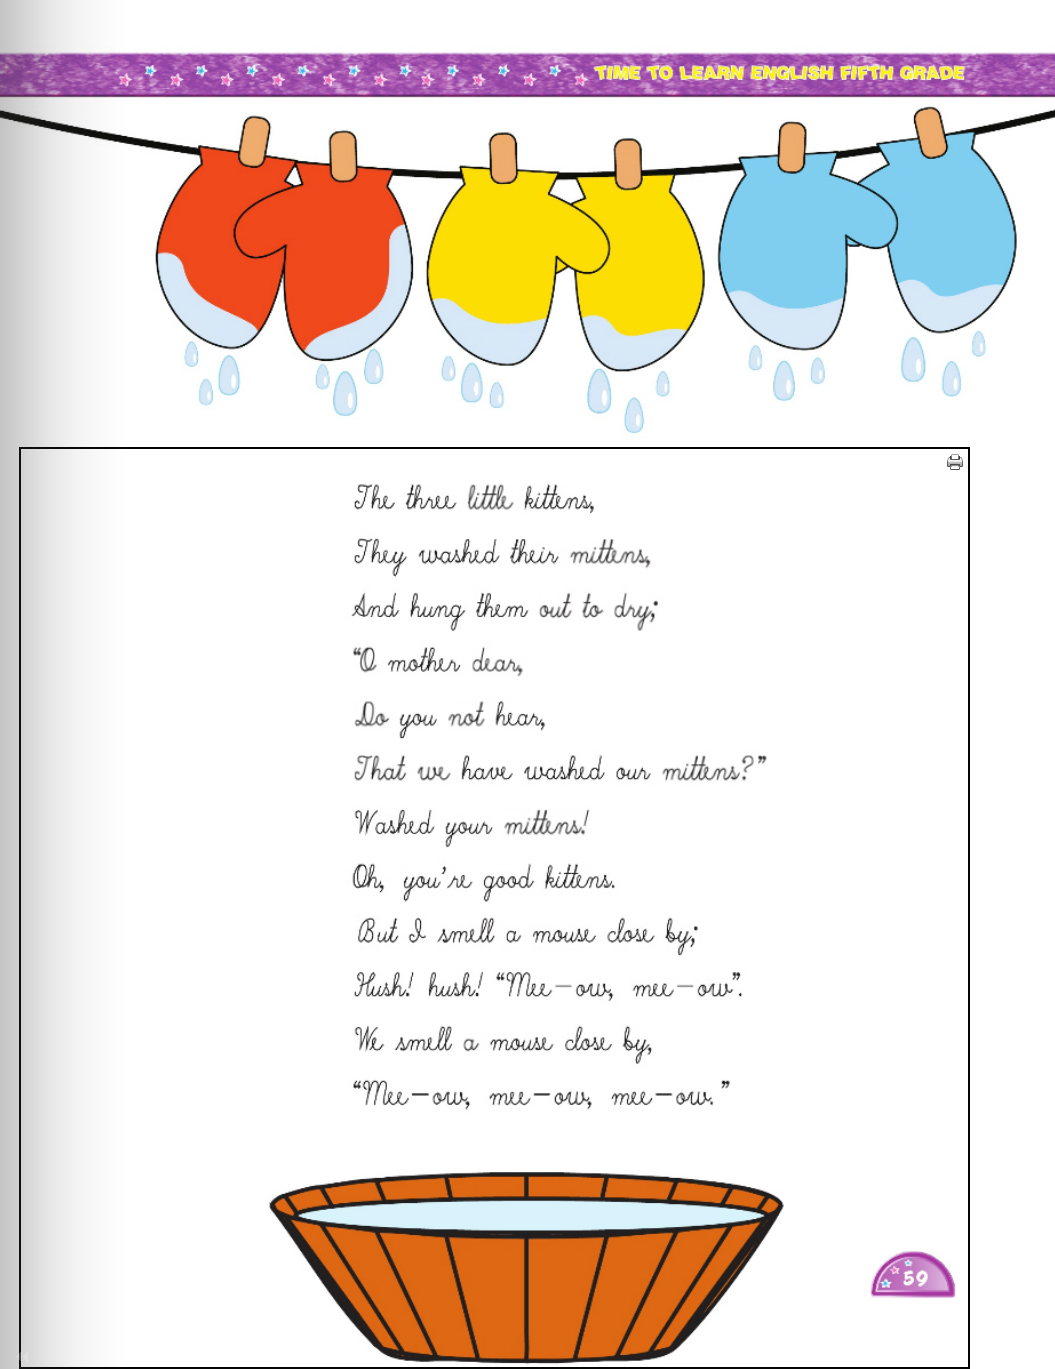 TIME TO LEARN ENGLISH FIFTH GRADE
The three little kittens,
They washed their mittens,
And hung them out to dry;
“O mother dear,
Do you not hear,
That we have washed our mittens?”
Washed your mittens!
Oh, you’re good kittens.
But I smell a mouse close by;
Hush! hush! “Mee–ow, mee–ow”.
We smell a mouse close by,
“Mee–ow, mee–ow, mee–ow.”
59